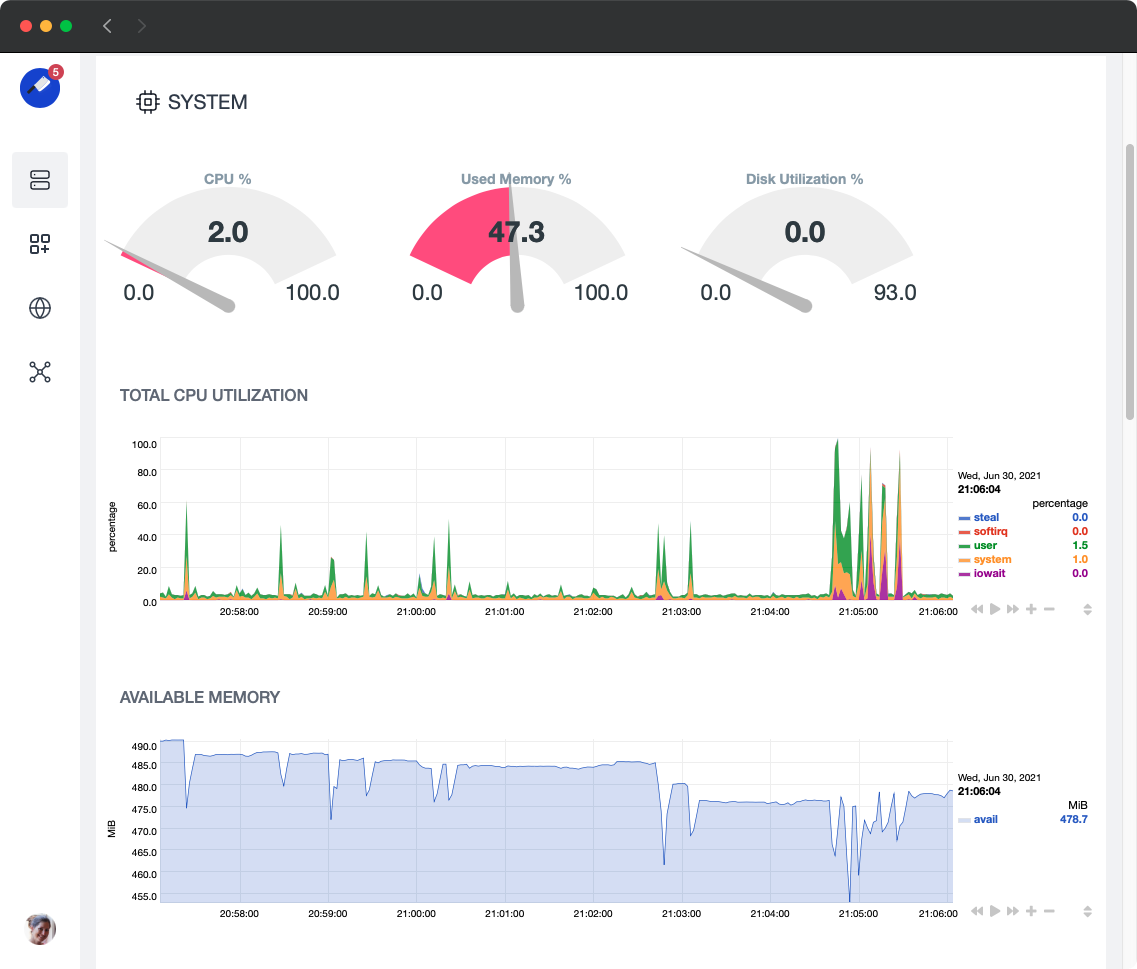 5
SYSTEM
CPU %
2.0
0.0
100.0
Used Memory %
47.3
0.0
100.0
Disk Utilization %
0.0
0.0
93.0
TOTAL CPU UTILIZATION
percentage
100.0
80.0
60.0
40.0
20.0
0.0
20:58:00
20:59:00
21:00:00
21:01:00
21:02:00
21:03:00
21:04:00
21:05:00
21:06:00
Wed, Jun 30, 2021
21:06:04
percentage
steal 0.0
softirq 0.0
user 1.5
system 1.0
iowait 0.0
AVAILABLE MEMORY
MiB
490.0
485.0
480.0
475.0
470.0
465.0
460.0
455.0
20:58:00
20:59:00
21:00:00
21:01:00
21:02:00
21:03:00
21:04:00
21:05:00
21:06:00
Wed, Jun 30, 2021
21:06:04
MiB
avail 478.7